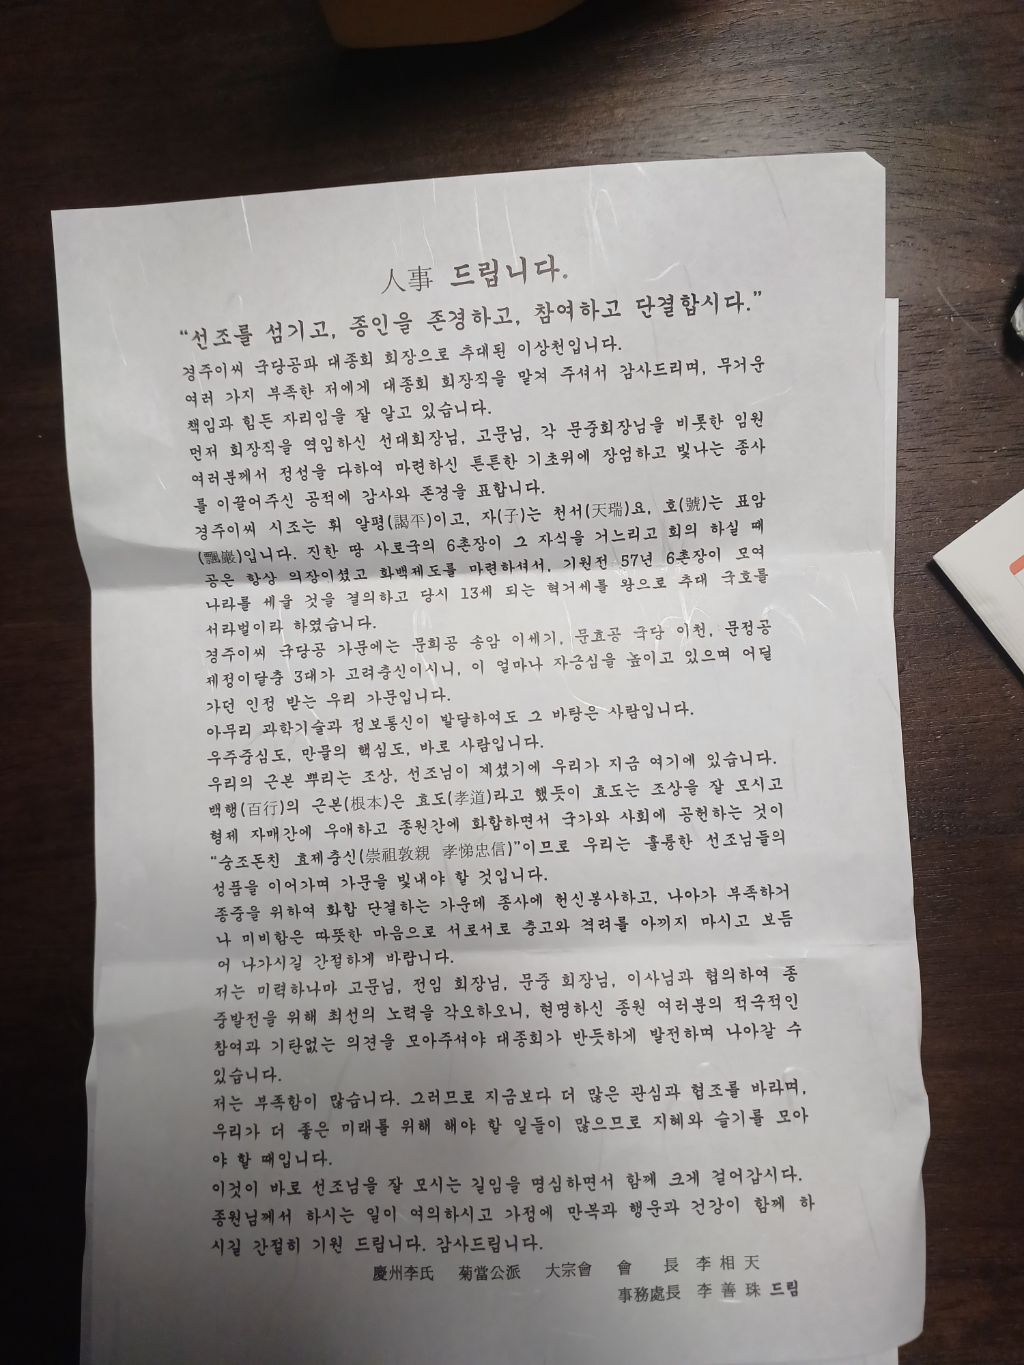 人事 드립니다.
“선조를 섬기고, 종인을 존경하고, 참여하고 단결합시다.”
경주이씨 국당공파 대종회 회장으로 추대된 이상천입니다.
여러 가지 부족한 저에게 대종회 회장직을 맡겨 주셔서 감사드리며, 무거운
책임과 힘든 자리임을 잘 알고 있습니다.
먼저 회장직을 역임하신 선대회장님, 고문님, 각 문중회장님을 비롯한 임원
여러분께서 정성을 다하여 마련하신 튼튼한 기초위에 장엄하고 빛나는 종사
를 이끌어주신 공적에 감사와 존경을 표합니다.
경주이씨 시조는 휘 알평(謁平)이고, 자(子)는 천서(天瑞)요, 호(號)는 표암
(瓢巖)입니다. 진한 땅 사로국의 6촌장이 그 자식을 거느리고 회의 하실 때
공은 항상 의장이셨고 화백제도를 마련하셔서, 기원전 57년 6촌장이 모여
나라를 세울 것을 결의하고 당시 13세 되는 혁거세를 왕으로 추대 국호를
서라벌이라 하였습니다.
경주이씨 국당공 가문에는 문희공 송암 이세기, 문효공 국당 이천, 문정공
제정이달충 3대가 고려충신이시니, 이 얼마나 자긍심을 높이고 있으며 어딜
가던 인정 받는 우리 가문입니다.
아무리 과학기술과 정보통신이 발달하여도 그 바탕은 사람입니다.
우주중심도, 만물의 핵심도, 바로 사람입니다.
우리의 근본 뿌리는 조상, 선조님이 계셨기에 우리가 지금 여기에 있습니다.
백행(百行)의 근본(根本)은 효도(孝道)라고 했듯이 효도는 조상을 잘 모시고
형제 자매간에 우애하고 종원간에 화합하면서 국가와 사회에 공헌하는 것이
“숭조돈친 효제충신(崇祖敦親 孝悌忠信)”이므로 우리는 훌륭한 선조님들의
성품을 이어가며 가문을 빛내야 할 것입니다.
종중을 위하여 화합 단결하는 가운데 종사에 헌신봉사하고, 나아가 부족하거
나 미비함은 따뜻한 마음으로 서로서로 충고와 격려를 아끼지 마시고 보듬
어 나가시길 간절하게 바랍니다.
저는 미력하나마 고문님, 전임 회장님, 문중 회장님, 이사님과 협의하여 종
중발전을 위해 최선의 노력을 각오하오니, 현명하신 종원 여러분의 적극적인
참여과 기탄없는 의견을 모아주셔야 대종회가 반듯하게 발전하며 나아갈 수
있습니다.
저는 부족함이 많습니다. 그러므로 지금보다 더 많은 관심과 협조를 바라며,
우리가 더 좋은 미래를 위해 해야 할 일들이 많으므로 지혜와 슬기를 모아
야 할 때입니다.
이것이 바로 선조님을 잘 모시는 길임을 명심하면서 함께 크게 걸어갑시다.
종원님께서 하시는 일이 여의하시고 가정에 만복과 행운과 건강이 함께 하
시길 간절히 기원 드립니다. 감사드립니다.
慶州李氏 菊當公派 大宗會 會 長 李 相 天
事務處長 李 善 珠 드림